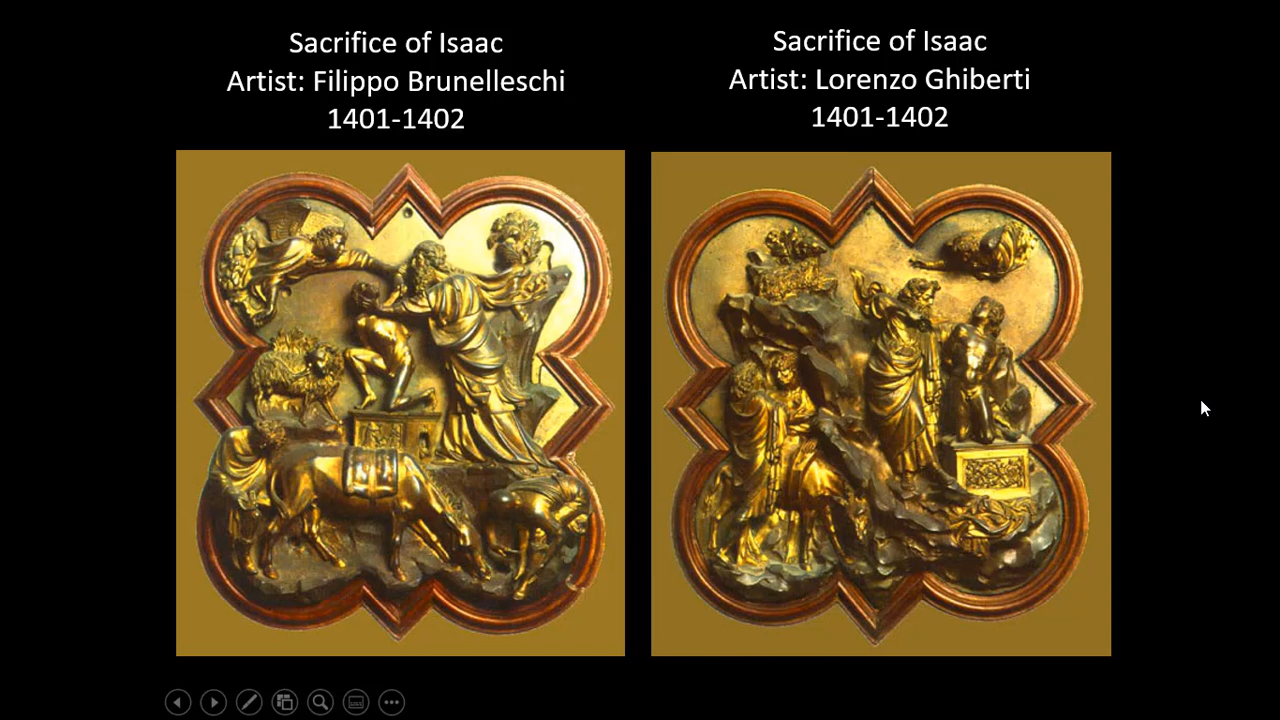 Sacrifice of Isaac
Artist: Filippo Brunelleschi
1401-1402
Sacrifice of Isaac
Artist: Lorenzo Ghiberti
1401-1402